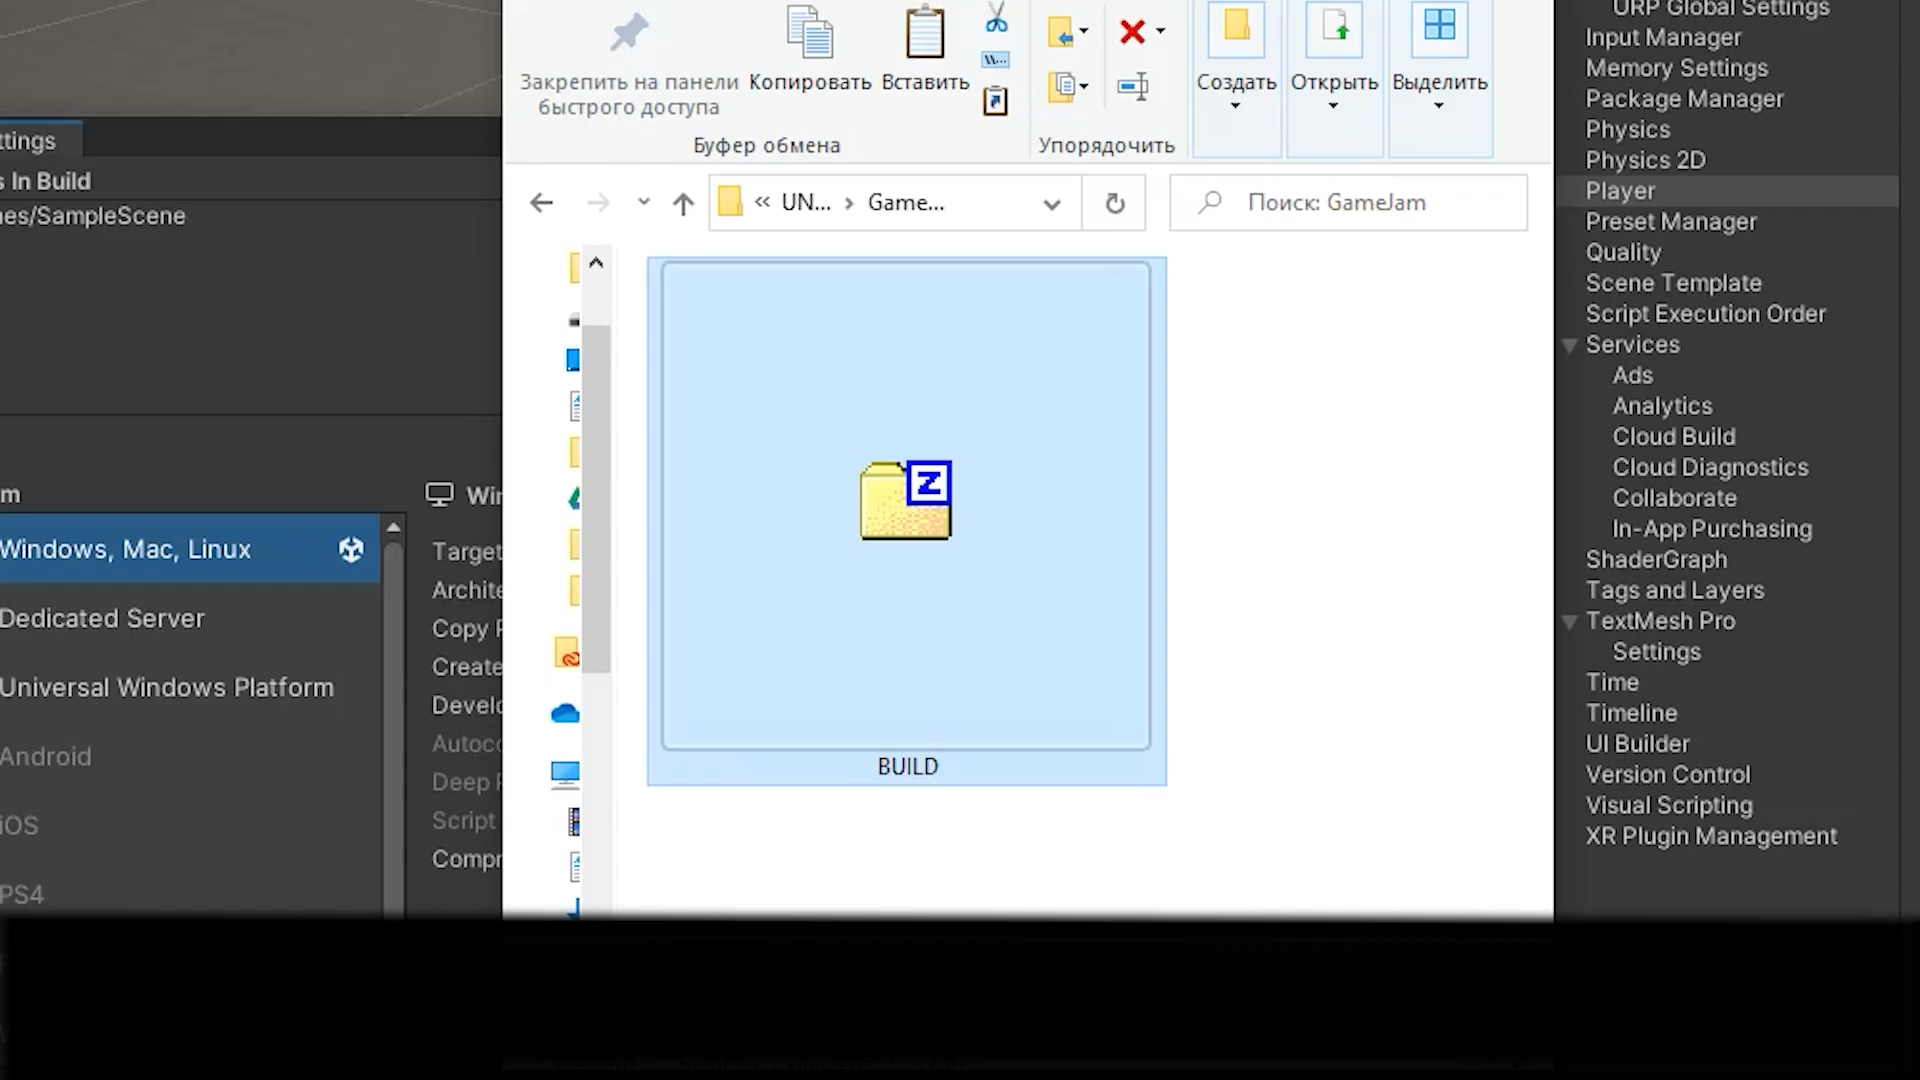 ttings
s In Build
nes/SampleScene
m
Windows, Mac, Linux
Dedicated Server
Universal Windows Platform
Android
iOS
PS4
Win
Target
Archite
Copy P
Create
Develo
Autoco
Deep P
Script
Compr
Закрепить на панели
быстрого доступа
Копировать
Вставить
Буфер обмена
Упорядочить
Создать
Открыть
Выделить
« UN... › Game...
Поиск: GameJam
Z
BUILD
URP Global Settings
Input Manager
Memory Settings
Package Manager
Physics
Physics 2D
Player
Preset Manager
Quality
Scene Template
Script Execution Order
Services
Ads
Analytics
Cloud Build
Cloud Diagnostics
Collaborate
In-App Purchasing
ShaderGraph
Tags and Layers
TextMesh Pro
Settings
Time
Timeline
UI Builder
Version Control
Visual Scripting
XR Plugin Management